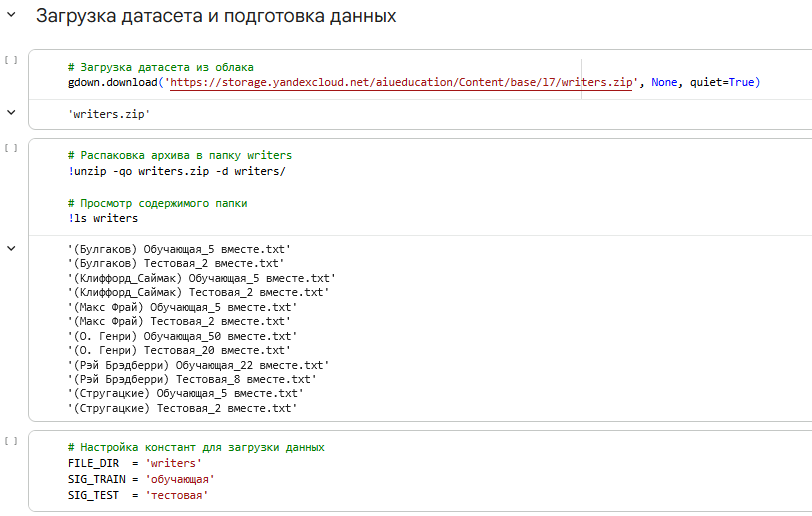 Загрузка датасета и подготовка данных
[ ]
# Загрузка датасета из облака
gdown.download('https://storage.yandexcloud.net/aiueducation/Content/base/l7/writers.zip', None, quiet=True)
'writers.zip'
[ ]
# Распаковка архива в папку writers
!unzip -qo writers.zip -d writers/
# Просмотр содержимого папки
!ls writers
'(Булгаков) Обучающая_5 вместе.txt'
'(Булгаков) Тестовая_2 вместе.txt'
'(Клиффорд_Саймак) Обучающая_5 вместе.txt'
'(Клиффорд_Саймак) Тестовая_2 вместе.txt'
'(Макс Фрай) Обучающая_5 вместе.txt'
'(Макс Фрай) Тестовая_2 вместе.txt'
'(О. Генри) Обучающая_50 вместе.txt'
'(О. Генри) Тестовая_20 вместе.txt'
'(Рэй Брэдберри) Обучающая_22 вместе.txt'
'(Рэй Брэдберри) Тестовая_8 вместе.txt'
'(Стругацкие) Обучающая_5 вместе.txt'
'(Стругацкие) Тестовая_2 вместе.txt'
[ ]
# Настройка констант для загрузки данных
FILE_DIR  = 'writers'
SIG_TRAIN = 'обучающая'
SIG_TEST  = 'тестовая'